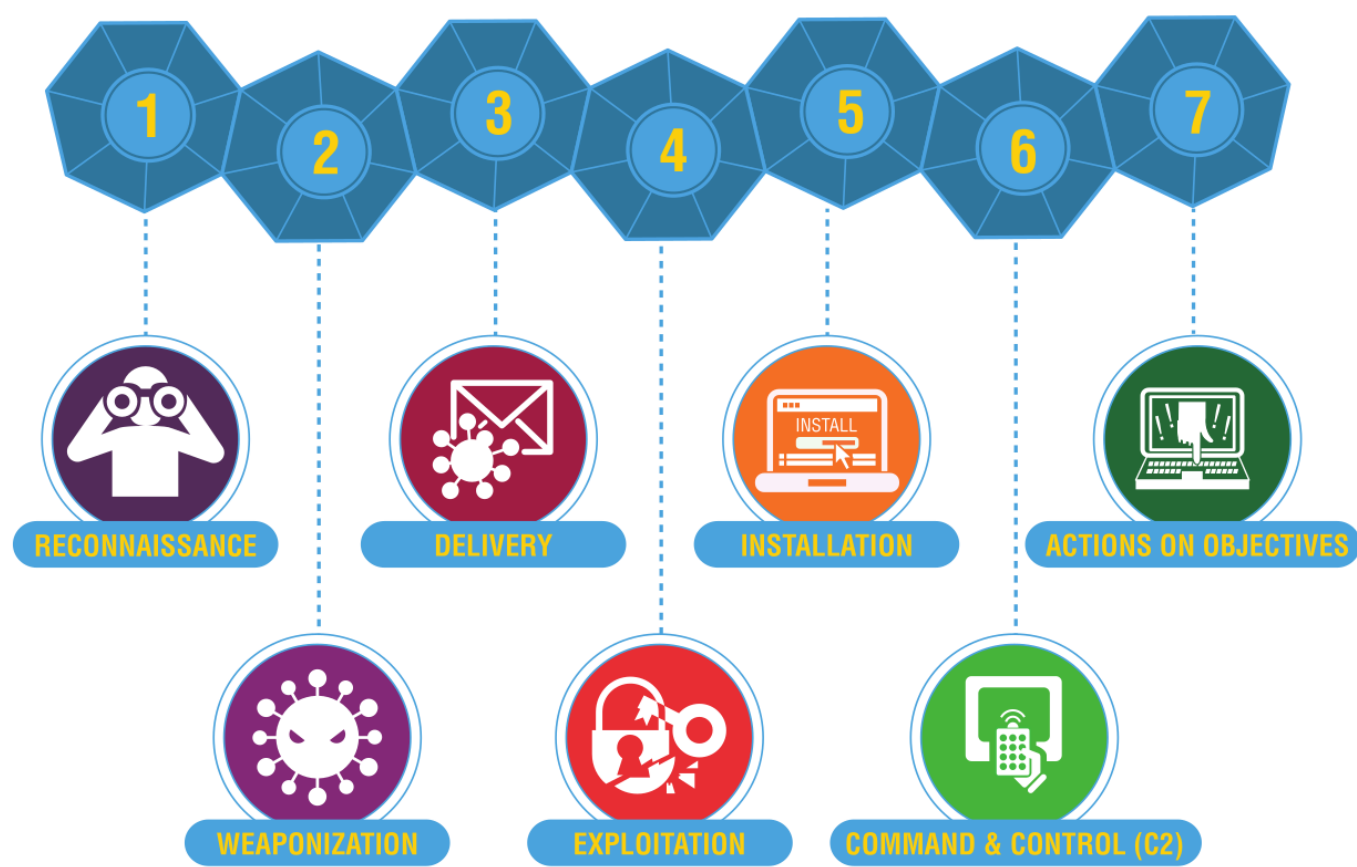 1
2
3
4
5
6
7
RECONNAISSANCE
DELIVERY
INSTALL
INSTALLATION
ACTIONS ON OBJECTIVES
WEAPONIZATION
EXPLOITATION
COMMAND & CONTROL (C2)